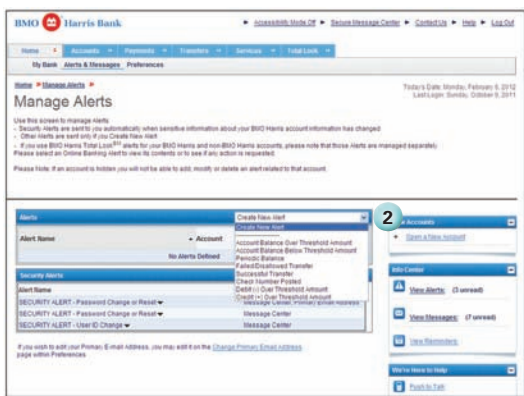 BMO Harris Bank
Accessibility Mode Off Secure Message Center Contact Us Help Log Out
Home Accounts Payments Transfers Services Total Look
My Bank Alerts & Messages Preferences
Home Manage Alerts
Today's Date: Monday, February 6, 2012
Last Login: Sunday, October 9, 2011
Manage Alerts
Use this screen to manage Alerts
- Security Alerts are sent to you automatically when sensitive information about your BMO Harris account information has changed
- Other Alerts are sent only if you Create New Alert
- If you use BMO Harris Total Look SM alerts for your BMO Harris and non-BMO Harris accounts, please note that those Alerts are managed separately
Please select an Online Banking Alert to view its contents or to see if any action is requested.
Please Note: If an account is hidden you will not be able to add, modify or delete an alert related to that account.
Alerts Create New Alert
2
Accounts
Create New Alert
Alert Name Account
Account Balance Over Threshold Amount
Account Balance Below Threshold Amount
Periodic Balance
Failed/Disallowed Transfer
Successful Transfer
Check Number Posted
Debit (-) Over Threshold Amount
Credit (+) Over Threshold Amount
No Alerts Defined
Open a New Account
Security Alerts
Alert Name
SECURITY ALERT - Password Change or Reset Message Center, Primary Email Address
SECURITY ALERT - Password Change or Reset Message Center
SECURITY ALERT - User ID Change Message Center
If you wish to edit your Primary E-mail Address, you may edit it on the Change Primary Email Address
page within Preferences.
Info Center
View Alerts: (3 unread)
View Messages: (7 unread)
View Reminders:
We're Here to Help
Push to Talk